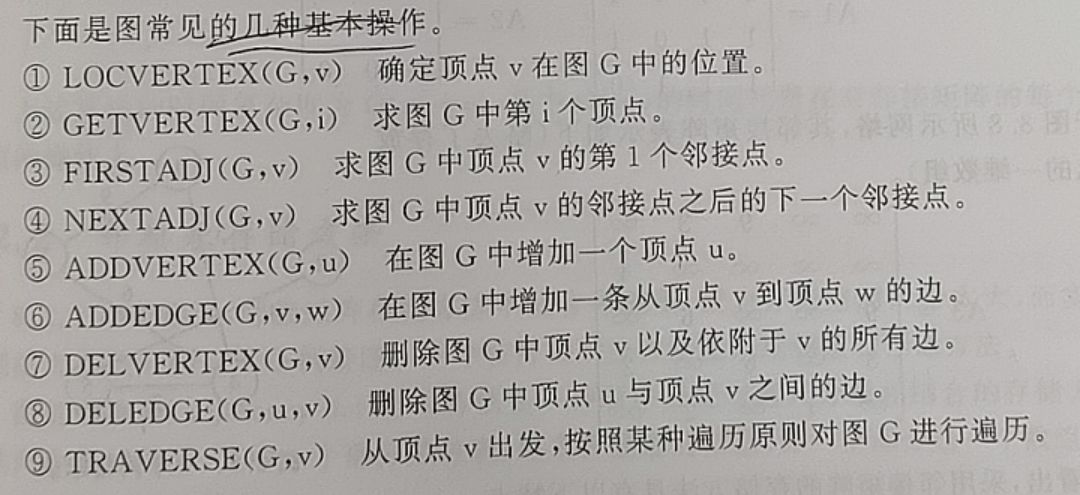 下面是图常见的几种基本操作。
① LOCVERTEX(G,v) 确定顶点 v 在图 G 中的位置。
② GETVERTEX(G,i) 求图 G 中第 i 个顶点。
③ FIRSTADJ(G,v) 求图 G 中顶点 v 的第 1 个邻接点。
④ NEXTADJ(G,v) 求图 G 中顶点 v 的邻接点之后的下一个邻接点。
⑤ ADDVERTEX(G,u) 在图 G 中增加一个顶点 u。
⑥ ADDEDGE(G,v,w) 在图 G 中增加一条从顶点 v 到顶点 w 的边。
⑦ DELVERTEX(G,v) 删除图 G 中顶点 v 以及依附于 v 的所有边。
⑧ DELEDGE(G,u,v) 删除图 G 中顶点 u 与顶点 v 之间的边。
⑨ TRAVERSE(G,v) 从顶点 v 出发,按照某种遍历原则对图 G 进行遍历。